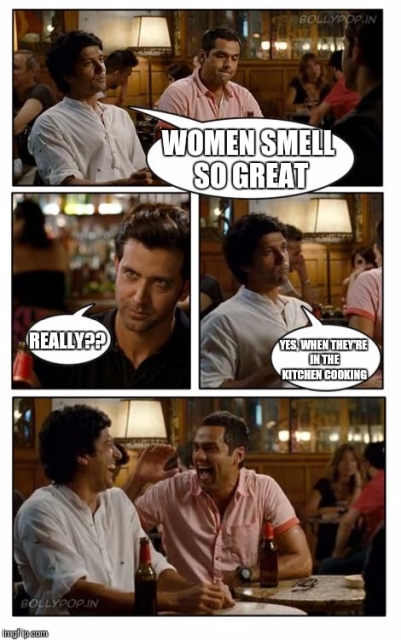 BOLLYPOP.IN
WOMEN SMELL
SO GREAT
REALLY??
YES, WHEN THEY'RE
IN THE
KITCHEN COOKING
BOLLYPOP.IN
imgflip.com